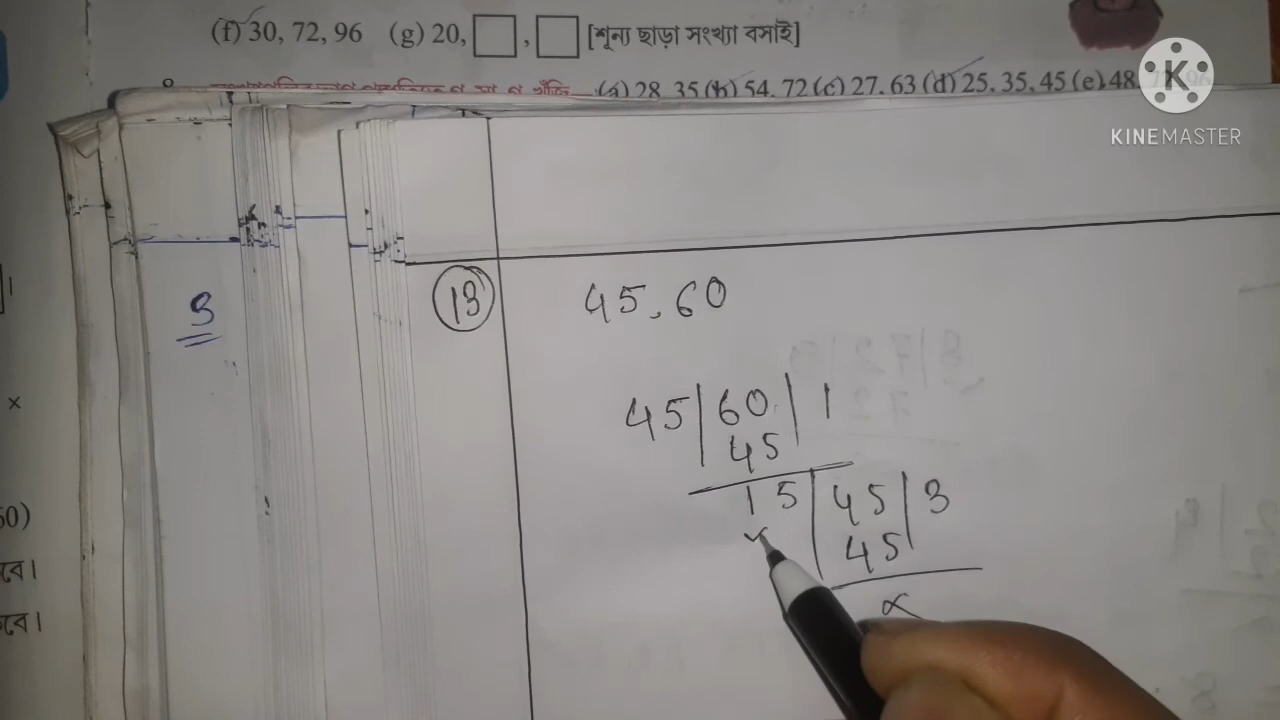 (f) 30, 72, 96 (g) 20, □ , □ [শূন্য ছাড়া সংখ্যা বসাই]
(a) 28, 35 (b) 54, 72 (c) 27, 63 (d) 25, 35, 45 (e) 48,
KINEMASTER
13 45, 60
3
45 | 60 | 1
45
15 | 45 | 3
45
×
×